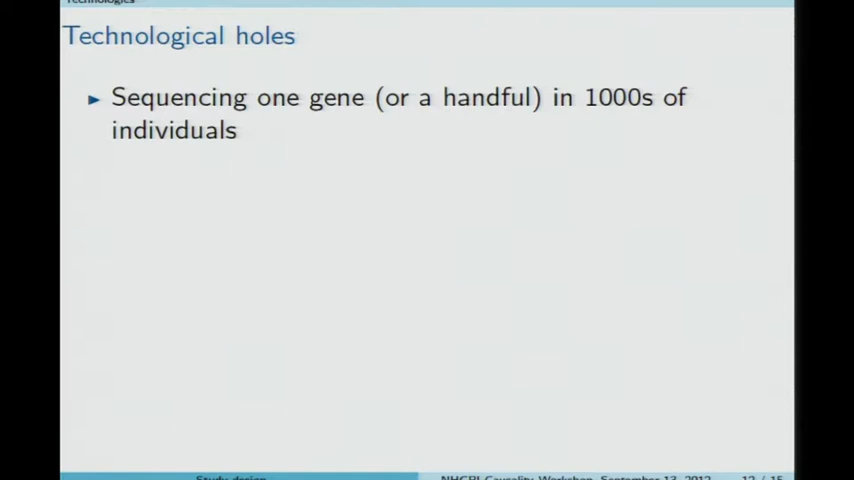 Technologies
Technological holes
Sequencing one gene (or a handful) in 1000s of
individuals
Study design
NHGRI Causality Workshop, September 13, 2012
12 / 15